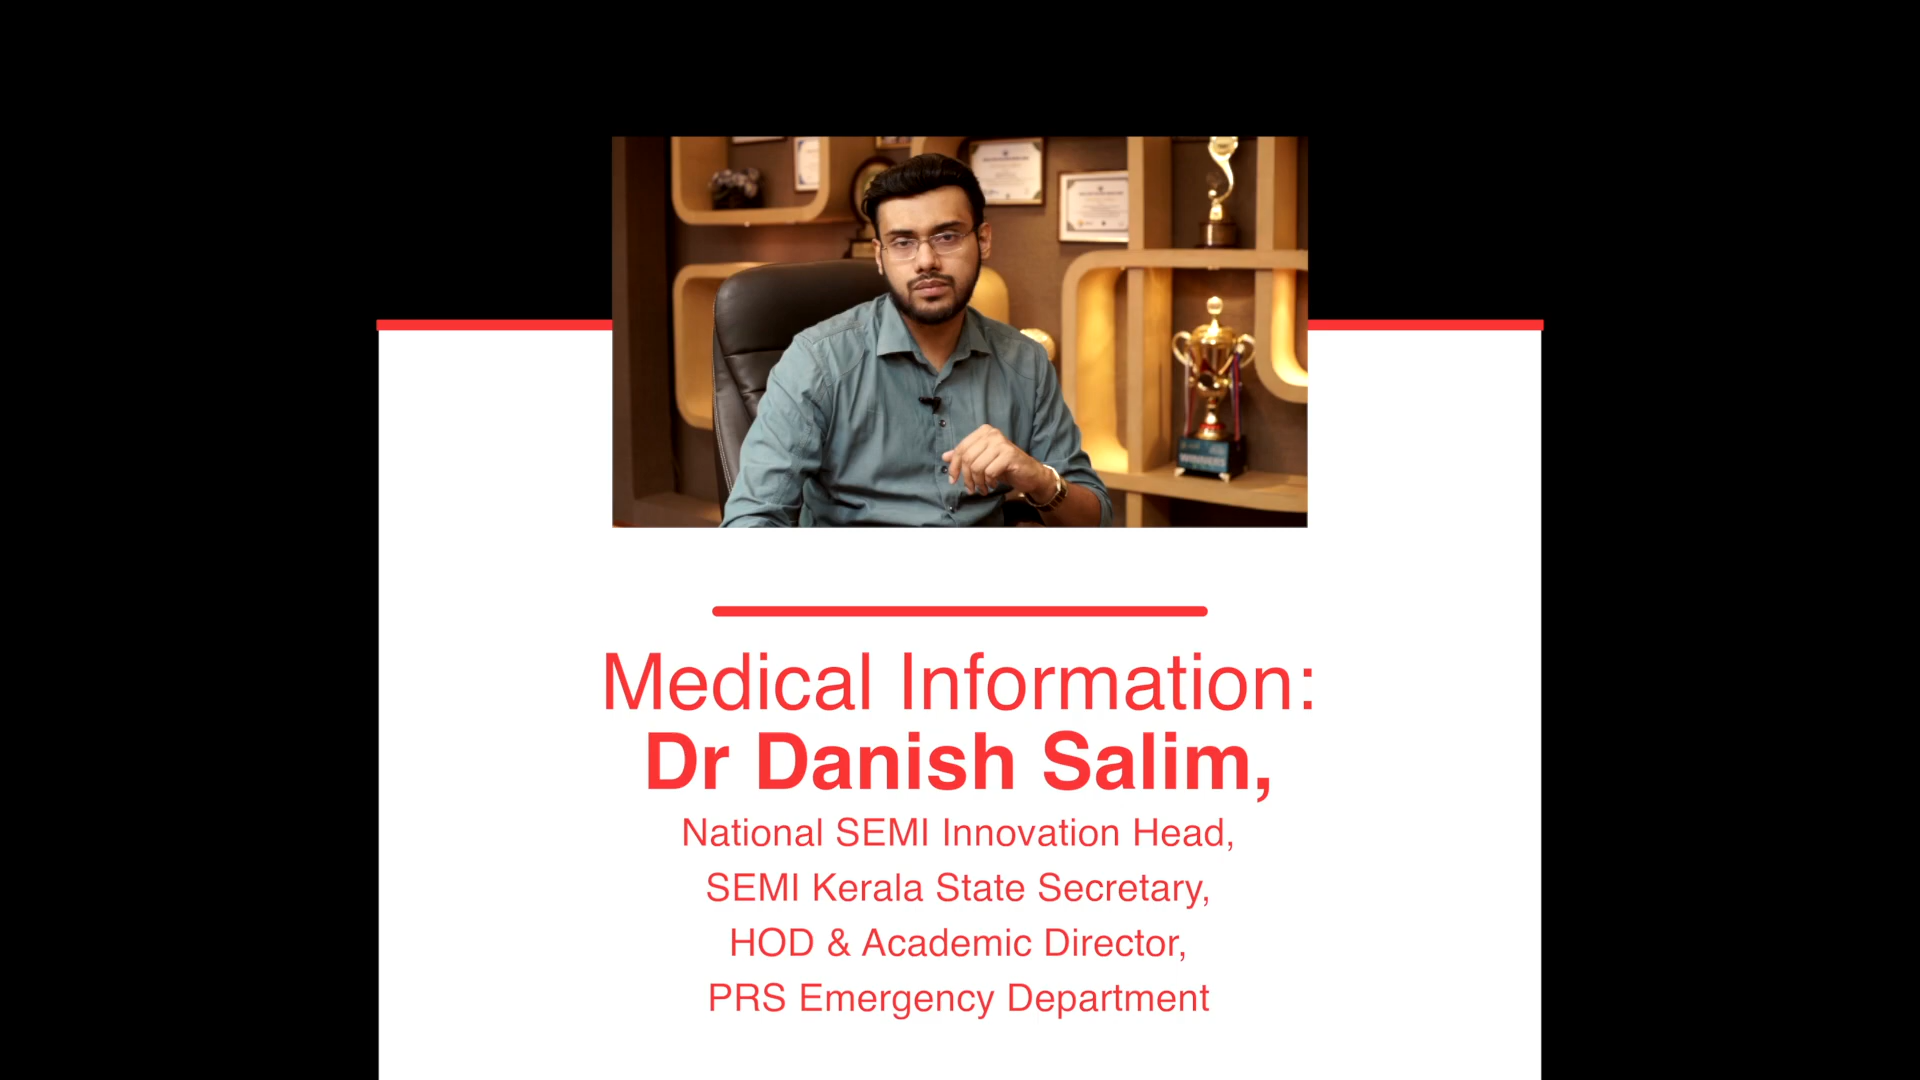 WINNERS
Medical Information:
Dr Danish Salim,
National SEMI Innovation Head,
SEMI Kerala State Secretary,
HOD & Academic Director,
PRS Emergency Department